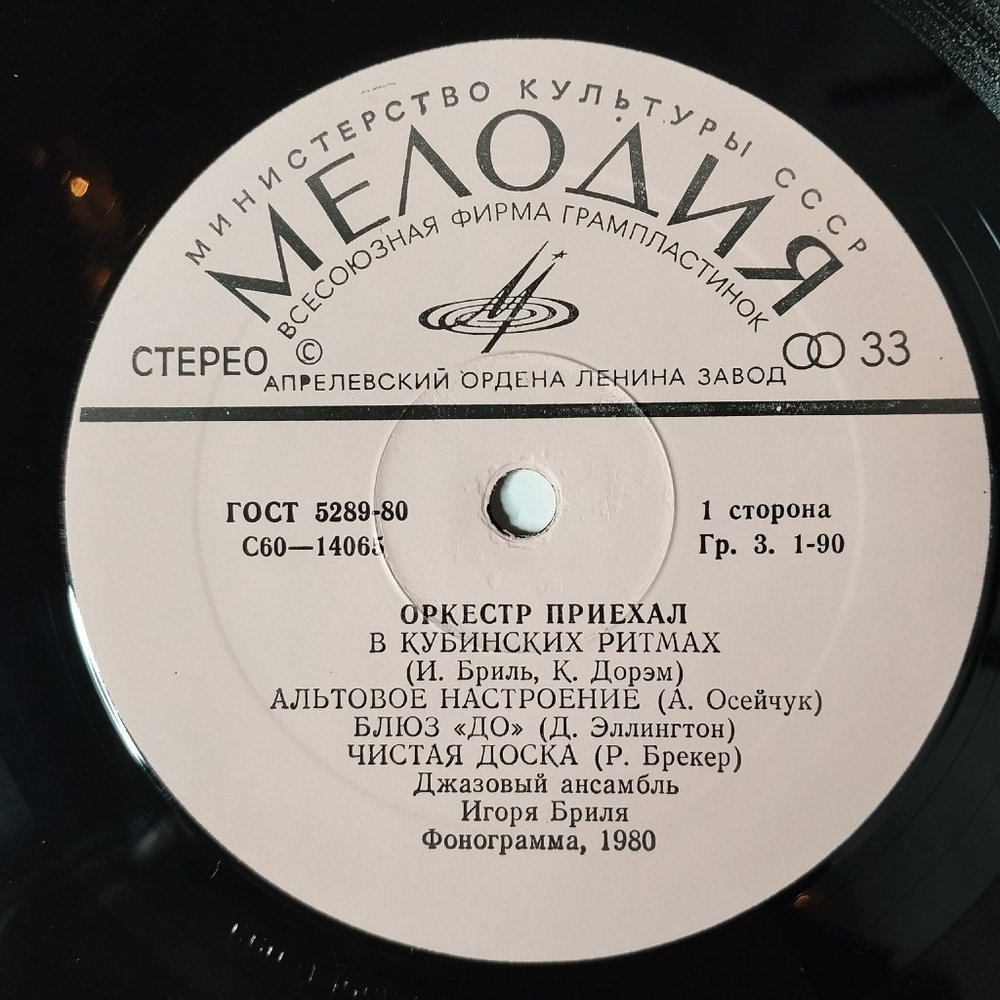 МИНИСТЕРСТВО КУЛЬТУРЫ СССР
МЕЛОДИЯ
ВСЕСОЮЗНАЯ ФИРМА ГРАМПЛАСТИНОК
СТЕРЕО © 33
АПРЕЛЕВСКИЙ ОРДЕНА ЛЕНИНА ЗАВОД
ГОСТ 5289-80 1 сторона
С60—14065 Гр. 3. 1-90
ОРКЕСТР ПРИЕХАЛ
В КУБИНСКИХ РИТМАХ
(И. Бриль, К. Дорэм)
АЛЬТОВОЕ НАСТРОЕНИЕ (А. Осейчук)
БЛЮЗ «ДО» (Д. Эллингтон)
ЧИСТАЯ ДОСКА (Р. Брекер)
Джазовый ансамбль
Игоря Бриля
Фонограмма, 1980